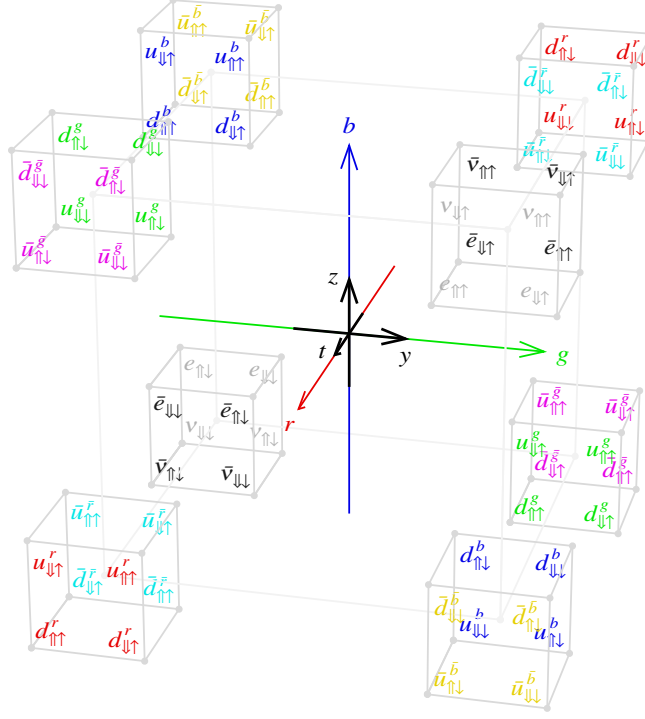 ū^b̄_⇑↑ ū^b̄_⇓↑
u^b_⇓↑ u^b_⇑↑
d^r_⇑↓ d^r_⇓↓
d̄^r̄_⇓↑ d̄^r̄_⇑↓
d̄^b̄_⇓↑ d̄^b̄_⇑↑
d^b_⇑↑ d^b_⇓↑
u^r_⇓↓ u^r_⇑↓
ū^r̄_⇑↓ ū^r̄_⇓↓
b
d^g_⇑↓ d^g_⇓↓
d̄^ḡ_⇓↓ d̄^ḡ_⇑↓
ν̄_⇑↑ ν̄_⇓↑
u^g_⇓↓ u^g_⇑↓
ν_⇓↑ ν_⇑↑
ū^ḡ_⇑↓ ū^ḡ_⇓↓
ē_⇓↑ ē_⇑↑
z
e_⇑↑ e_⇓↑
t y g
r
e_⇑↓ e_⇓↓
ē_⇓↓ ē_⇑↓
ν_⇓↓ ν_⇑↓
ν̄_⇑↓ ν̄_⇓↓
ū^ḡ_⇑↑ ū^ḡ_⇓↑
u^g_⇓↑ u^g_⇑↑
d̄^ḡ_⇓↑ d̄^ḡ_⇑↑
d^g_⇑↑ d^g_⇓↑
ū^r̄_⇑↑ ū^r̄_⇓↑
u^r_⇓↑ u^r_⇑↑
d̄^r̄_⇓↑ d̄^r̄_⇑↑
d^r_⇑↑ d^r_⇓↑
d^b_⇑↓ d^b_⇓↓
d̄^b̄_⇓↓ d̄^b̄_⇑↓
u^b_⇓↓ u^b_⇑↓
ū^b̄_⇑↓ ū^b̄_⇓↓